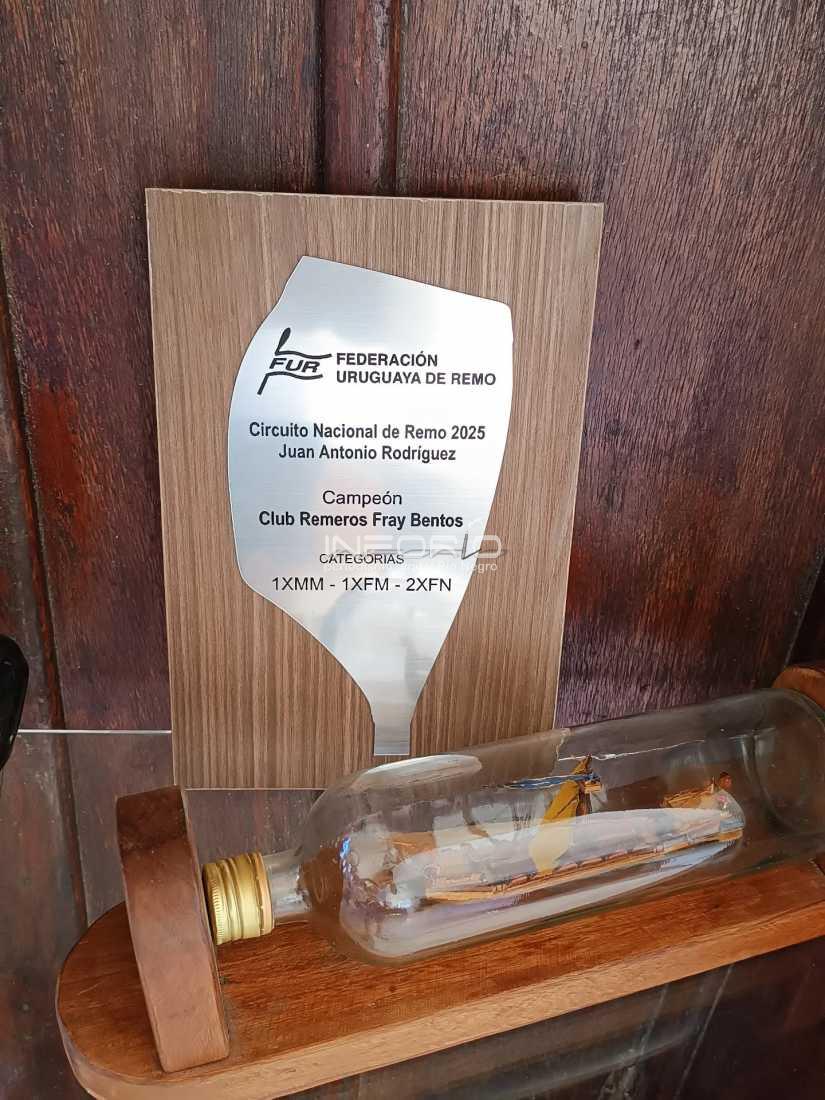 FUR
FEDERACIÓN
URUGUAYA DE REMO
Circuito Nacional de Remo 2025
Juan Antonio Rodríguez
Campeón
Club Remeros Fray Bentos
INFORIO
CATEGORIAS
1XMM - 1XFM - 2XFN